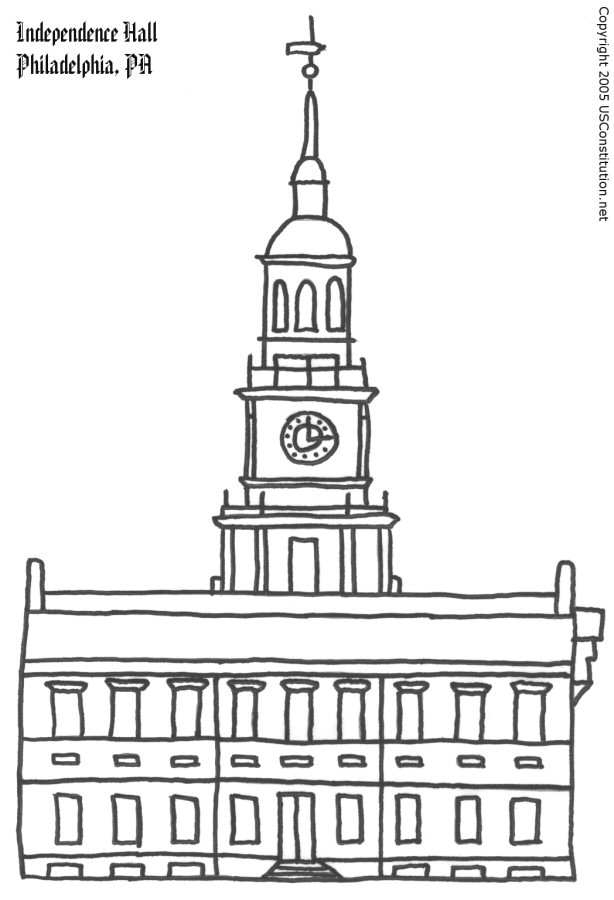 Independence Hall
Philadelphia, PA
Copyright 2005 USConstitution.net